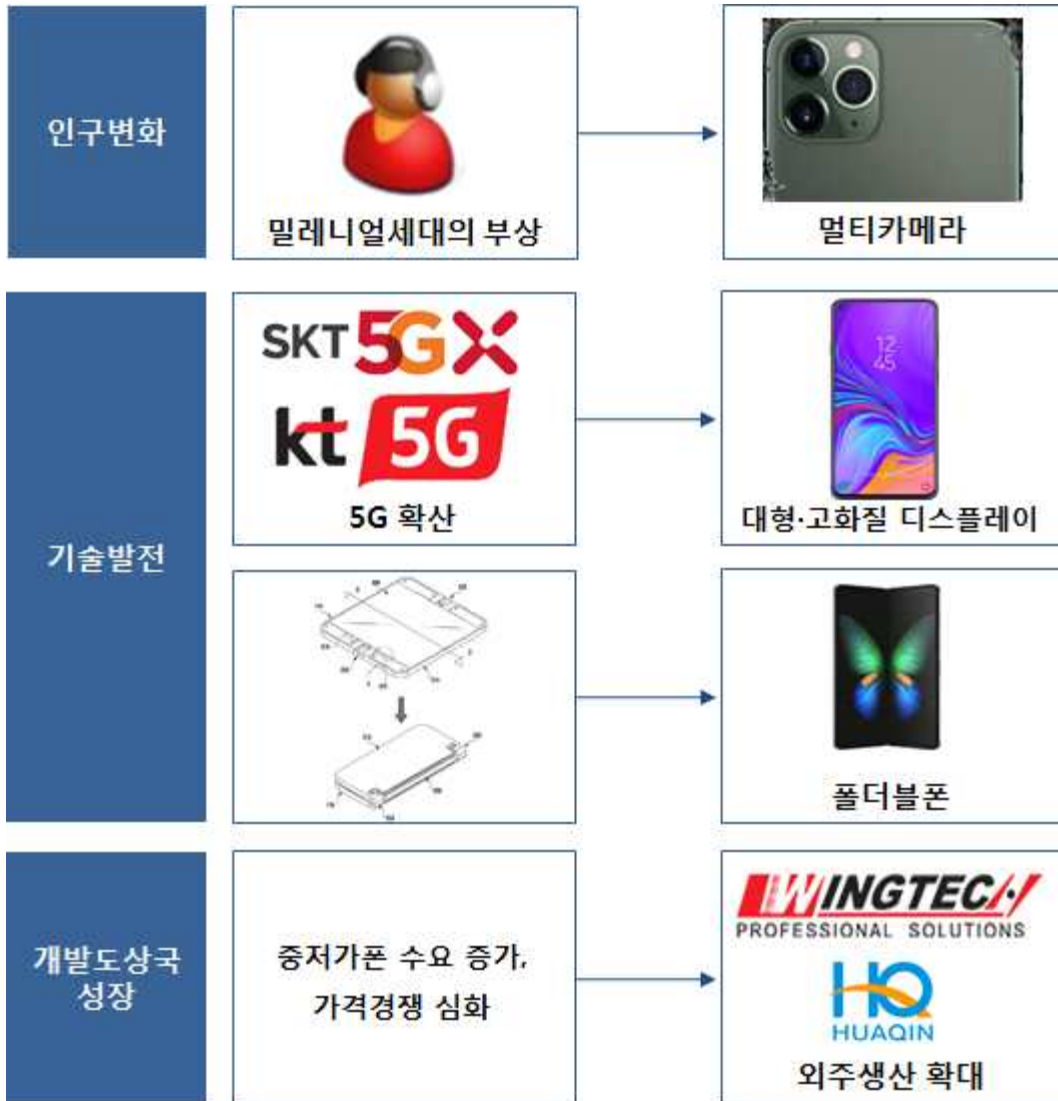 인구변화
밀레니얼세대의 부상
멀티카메라
기술발전
SKT 5GX
kt 5G
5G 확산
12
45
대형·고화질 디스플레이
폴더블폰
개발도상국
성장
중저가폰 수요 증가,
가격경쟁 심화
WINGTECH
PROFESSIONAL SOLUTIONS
HQ
HUAQIN
외주생산 확대